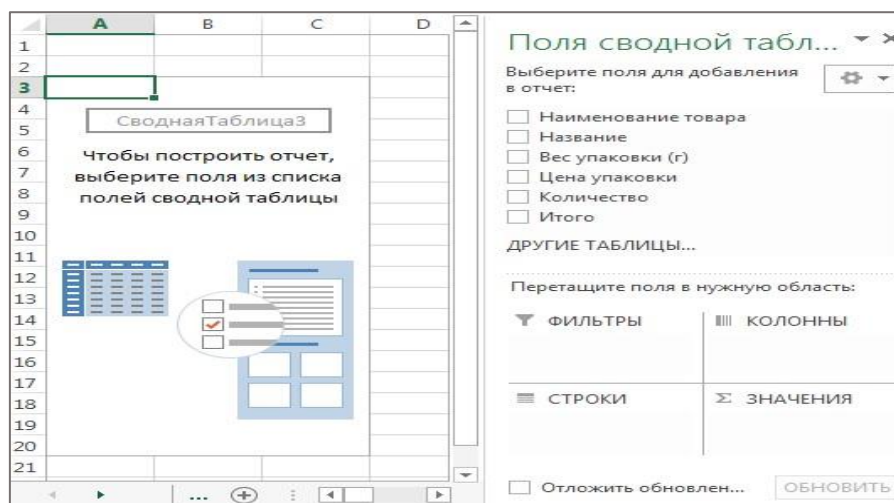 A B C D
1
2
3
4
5
6
7
8
9
10
11
12
13
14
15
16
17
18
19
20
21
СводнаяТаблица3
Чтобы построить отчет,
выберите поля из списка
полей сводной таблицы
...
Поля сводной табл...
Выберите поля для добавления
в отчет:
Наименование товара
Название
Вес упаковки (г)
Цена упаковки
Количество
Итого
ДРУГИЕ ТАБЛИЦЫ...
Перетащите поля в нужную область:
ФИЛЬТРЫ
КОЛОННЫ
СТРОКИ
Σ ЗНАЧЕНИЯ
Отложить обновлен...
ОБНОВИТЬ